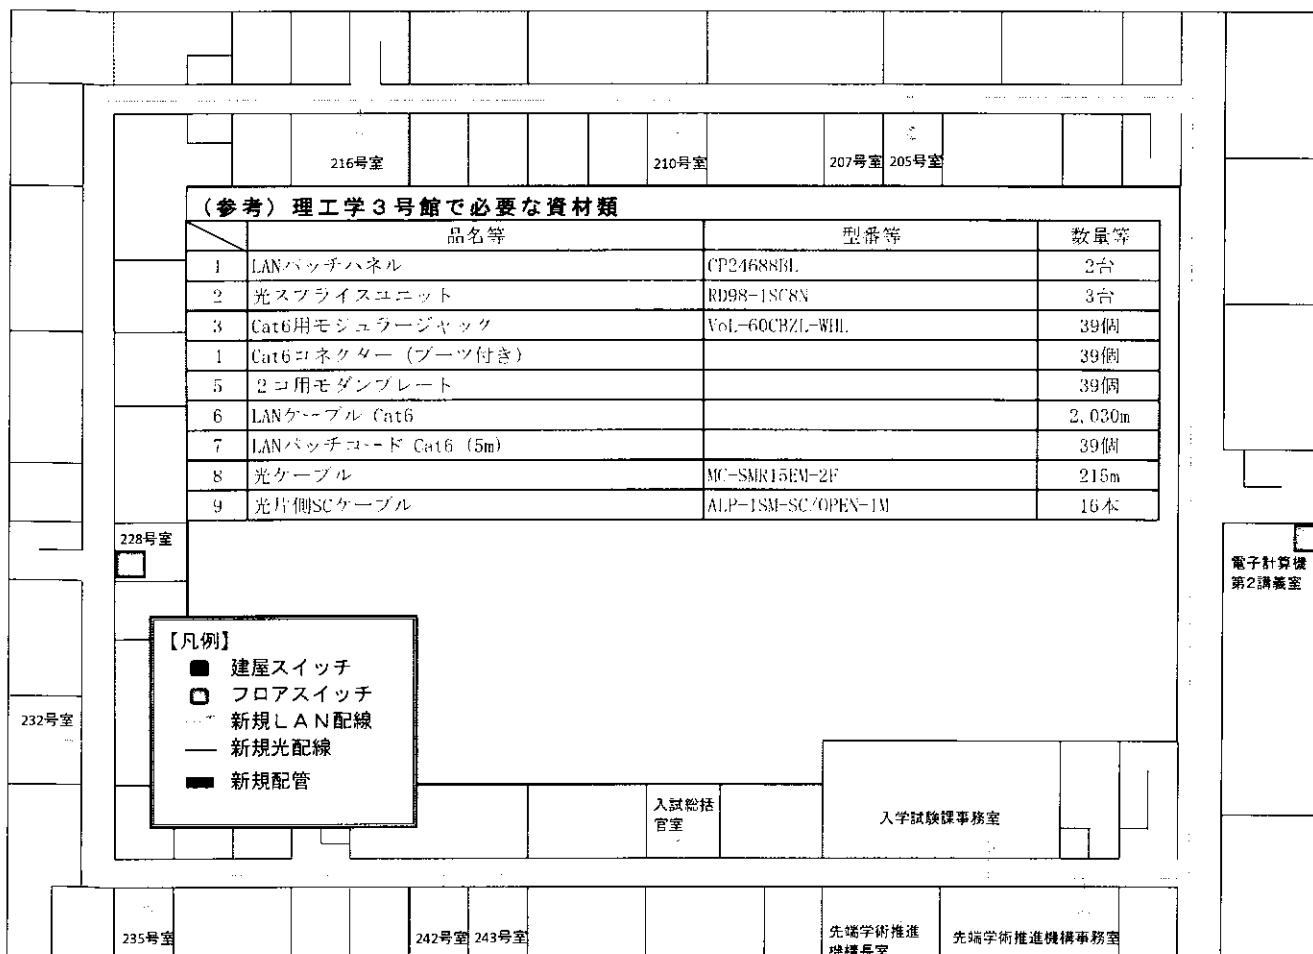 216号室
210号室
207号室
205号室
（参考）理工学３号館で必要な資材類
品名等 型番等 数量等
1 LANパッチパネル CP24688BL 2台
2 光スプライスユニット RD98-1SC8N 3台
3 Cat6用モジュラージャック VoL-60CBZL-WHL 39個
4 Cat6コネクター（ブーツ付き） 39個
5 ２コ用モダンプレート 39個
6 LANケーブル Cat6 2,030m
7 LANパッチコード Cat6 (5m) 39個
8 光ケーブル MC-SMR15EM-2F 215m
9 光片側SCケーブル ALP-1SM-SC/OPEN-1M 16本
228号室
電子計算機
第2講義室
【凡例】
建屋スイッチ
フロアスイッチ
新規ＬＡＮ配線
新規光配線
新規配管
232号室
入試総括
官室
入学試験課事務室
235号室
242号室
243号室
先端学術推進
機構長室
先端学術推進機構事務室